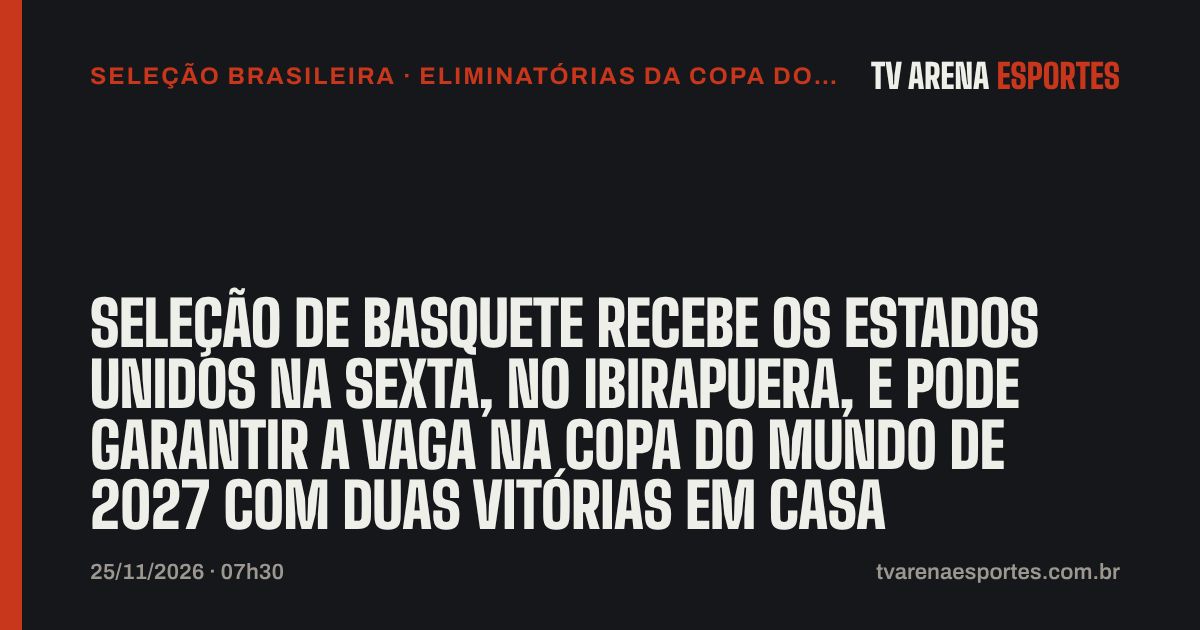 SELEÇÃO BRASILEIRA · ELIMINATÓRIAS DA COPA DO...
TV ARENA ESPORTES
SELEÇÃO DE BASQUETE RECEBE OS ESTADOS
UNIDOS NA SEXTA, NO IBIRAPUERA, E PODE
GARANTIR A VAGA NA COPA DO MUNDO DE
2027 COM DUAS VITÓRIAS EM CASA
25/11/2026 · 07h30
tvarenaesportes.com.br